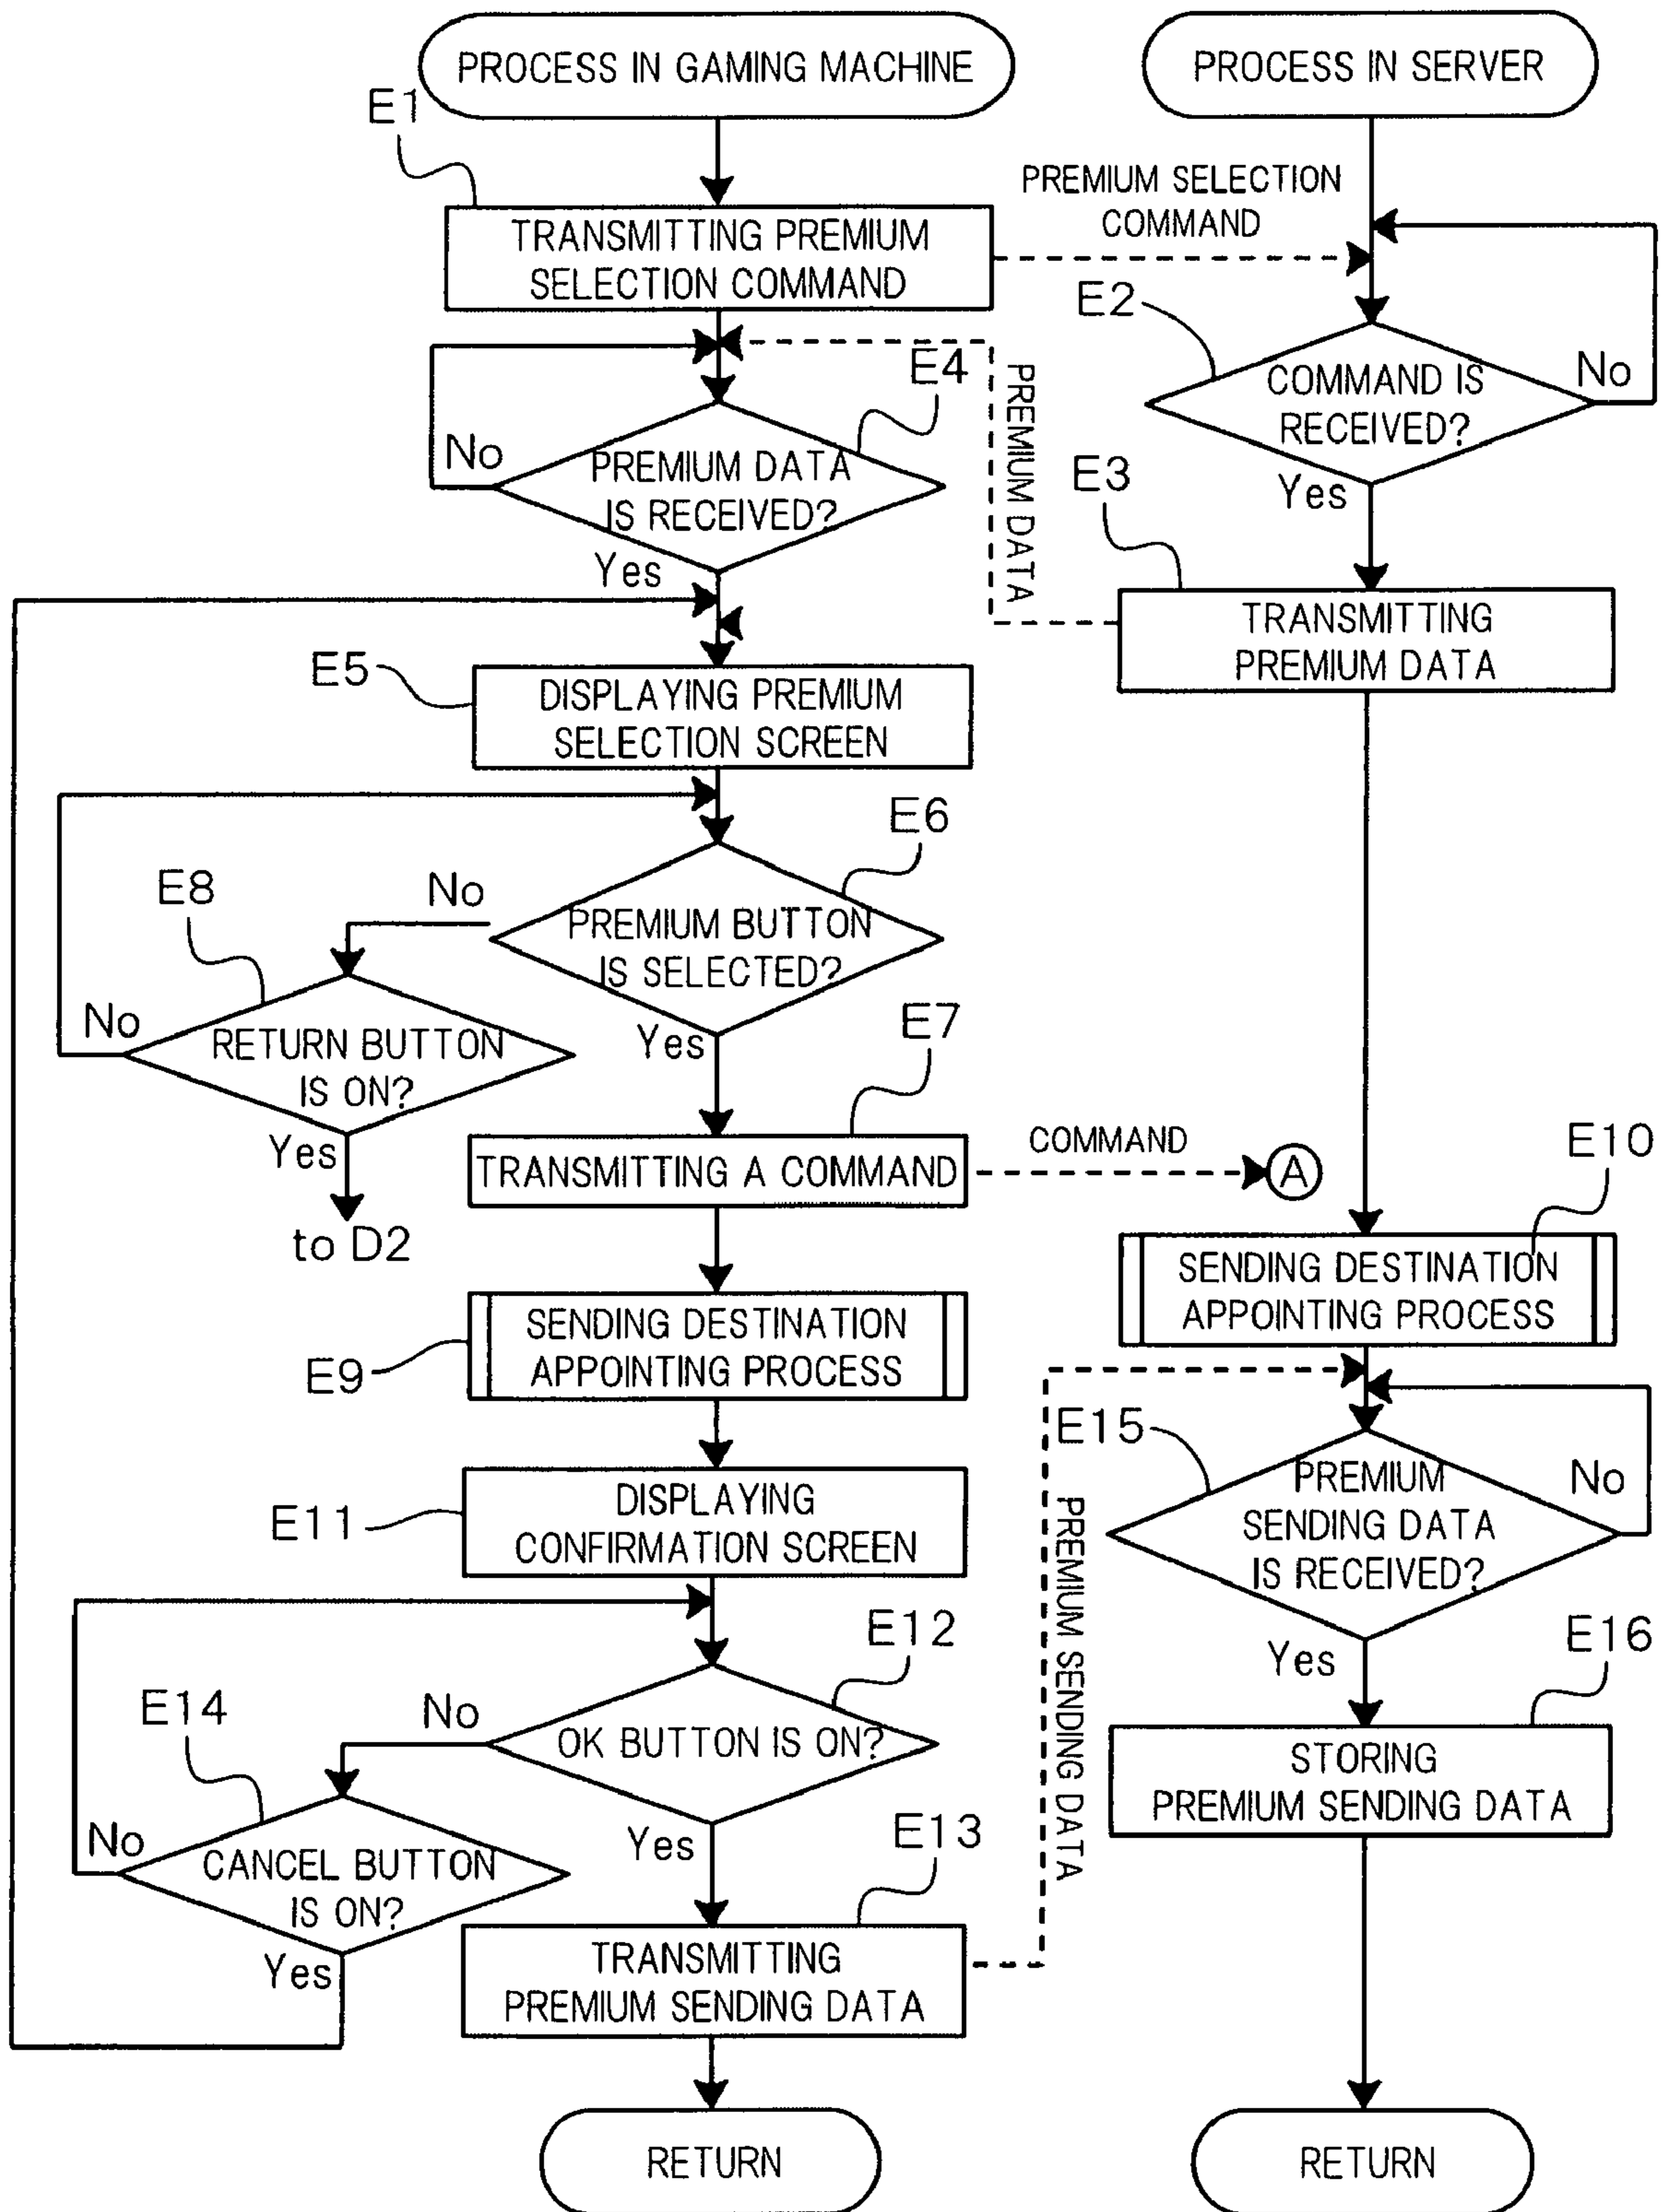 PROCESS IN GAMING MACHINE
PROCESS IN SERVER
E1
TRANSMITTING PREMIUM
SELECTION COMMAND
PREMIUM SELECTION
COMMAND
E2
COMMAND IS
RECEIVED?
No
Yes
E3
TRANSMITTING
PREMIUM DATA
PREMIUM DATA
E4
PREMIUM DATA
IS RECEIVED?
No
Yes
E5
DISPLAYING PREMIUM
SELECTION SCREEN
E6
PREMIUM BUTTON
IS SELECTED?
No
Yes
E8
RETURN BUTTON
IS ON?
No
Yes
to D2
E7
TRANSMITTING A COMMAND
COMMAND
A
E9
SENDING DESTINATION
APPOINTING PROCESS
E10
SENDING DESTINATION
APPOINTING PROCESS
E11
DISPLAYING
CONFIRMATION SCREEN
E12
OK BUTTON IS ON?
No
Yes
E14
CANCEL BUTTON
IS ON?
No
Yes
E13
TRANSMITTING
PREMIUM SENDING DATA
PREMIUM SENDING DATA
E15
PREMIUM
SENDING DATA
IS RECEIVED?
No
Yes
E16
STORING
PREMIUM SENDING DATA
RETURN
RETURN